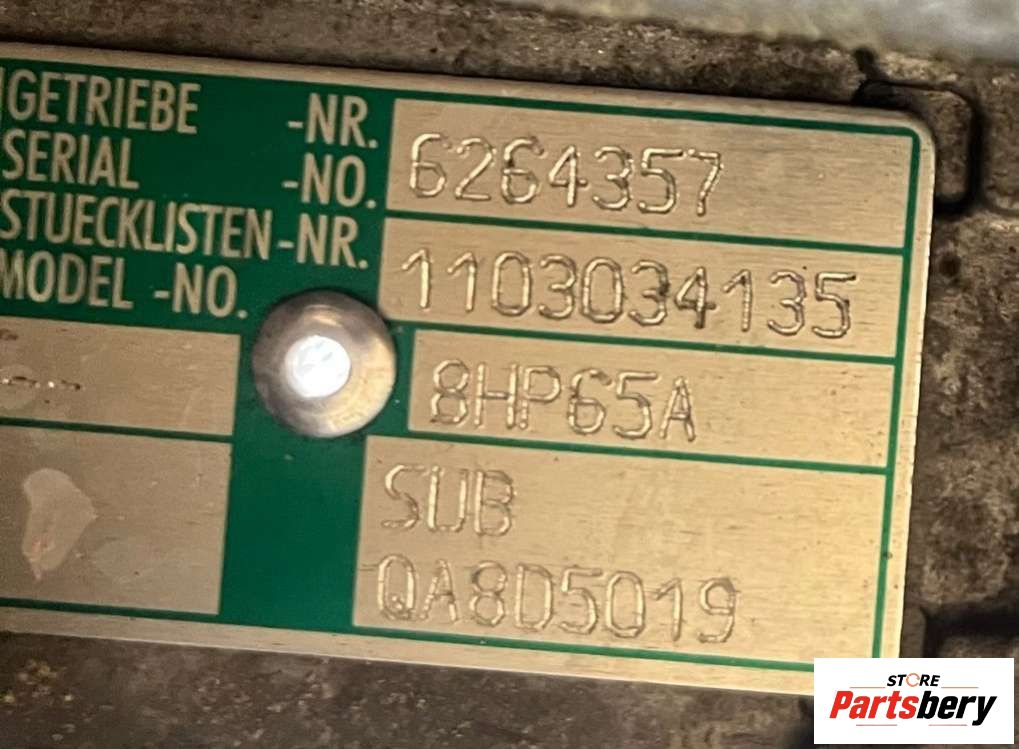 GETRIEBE -NR.
SERIAL -NO.
6264357
STUECKLISTEN-NR.
MODEL -NO.
1103034135
8HP65A
SUB
QA8D5019
STORE
Partsbery